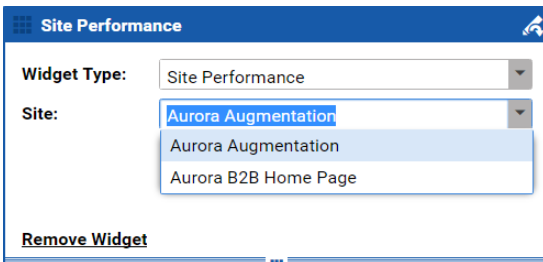 Site Performance
Widget Type: Site Performance
Site: Aurora Augmentation
Aurora Augmentation
Aurora B2B Home Page
Remove Widget